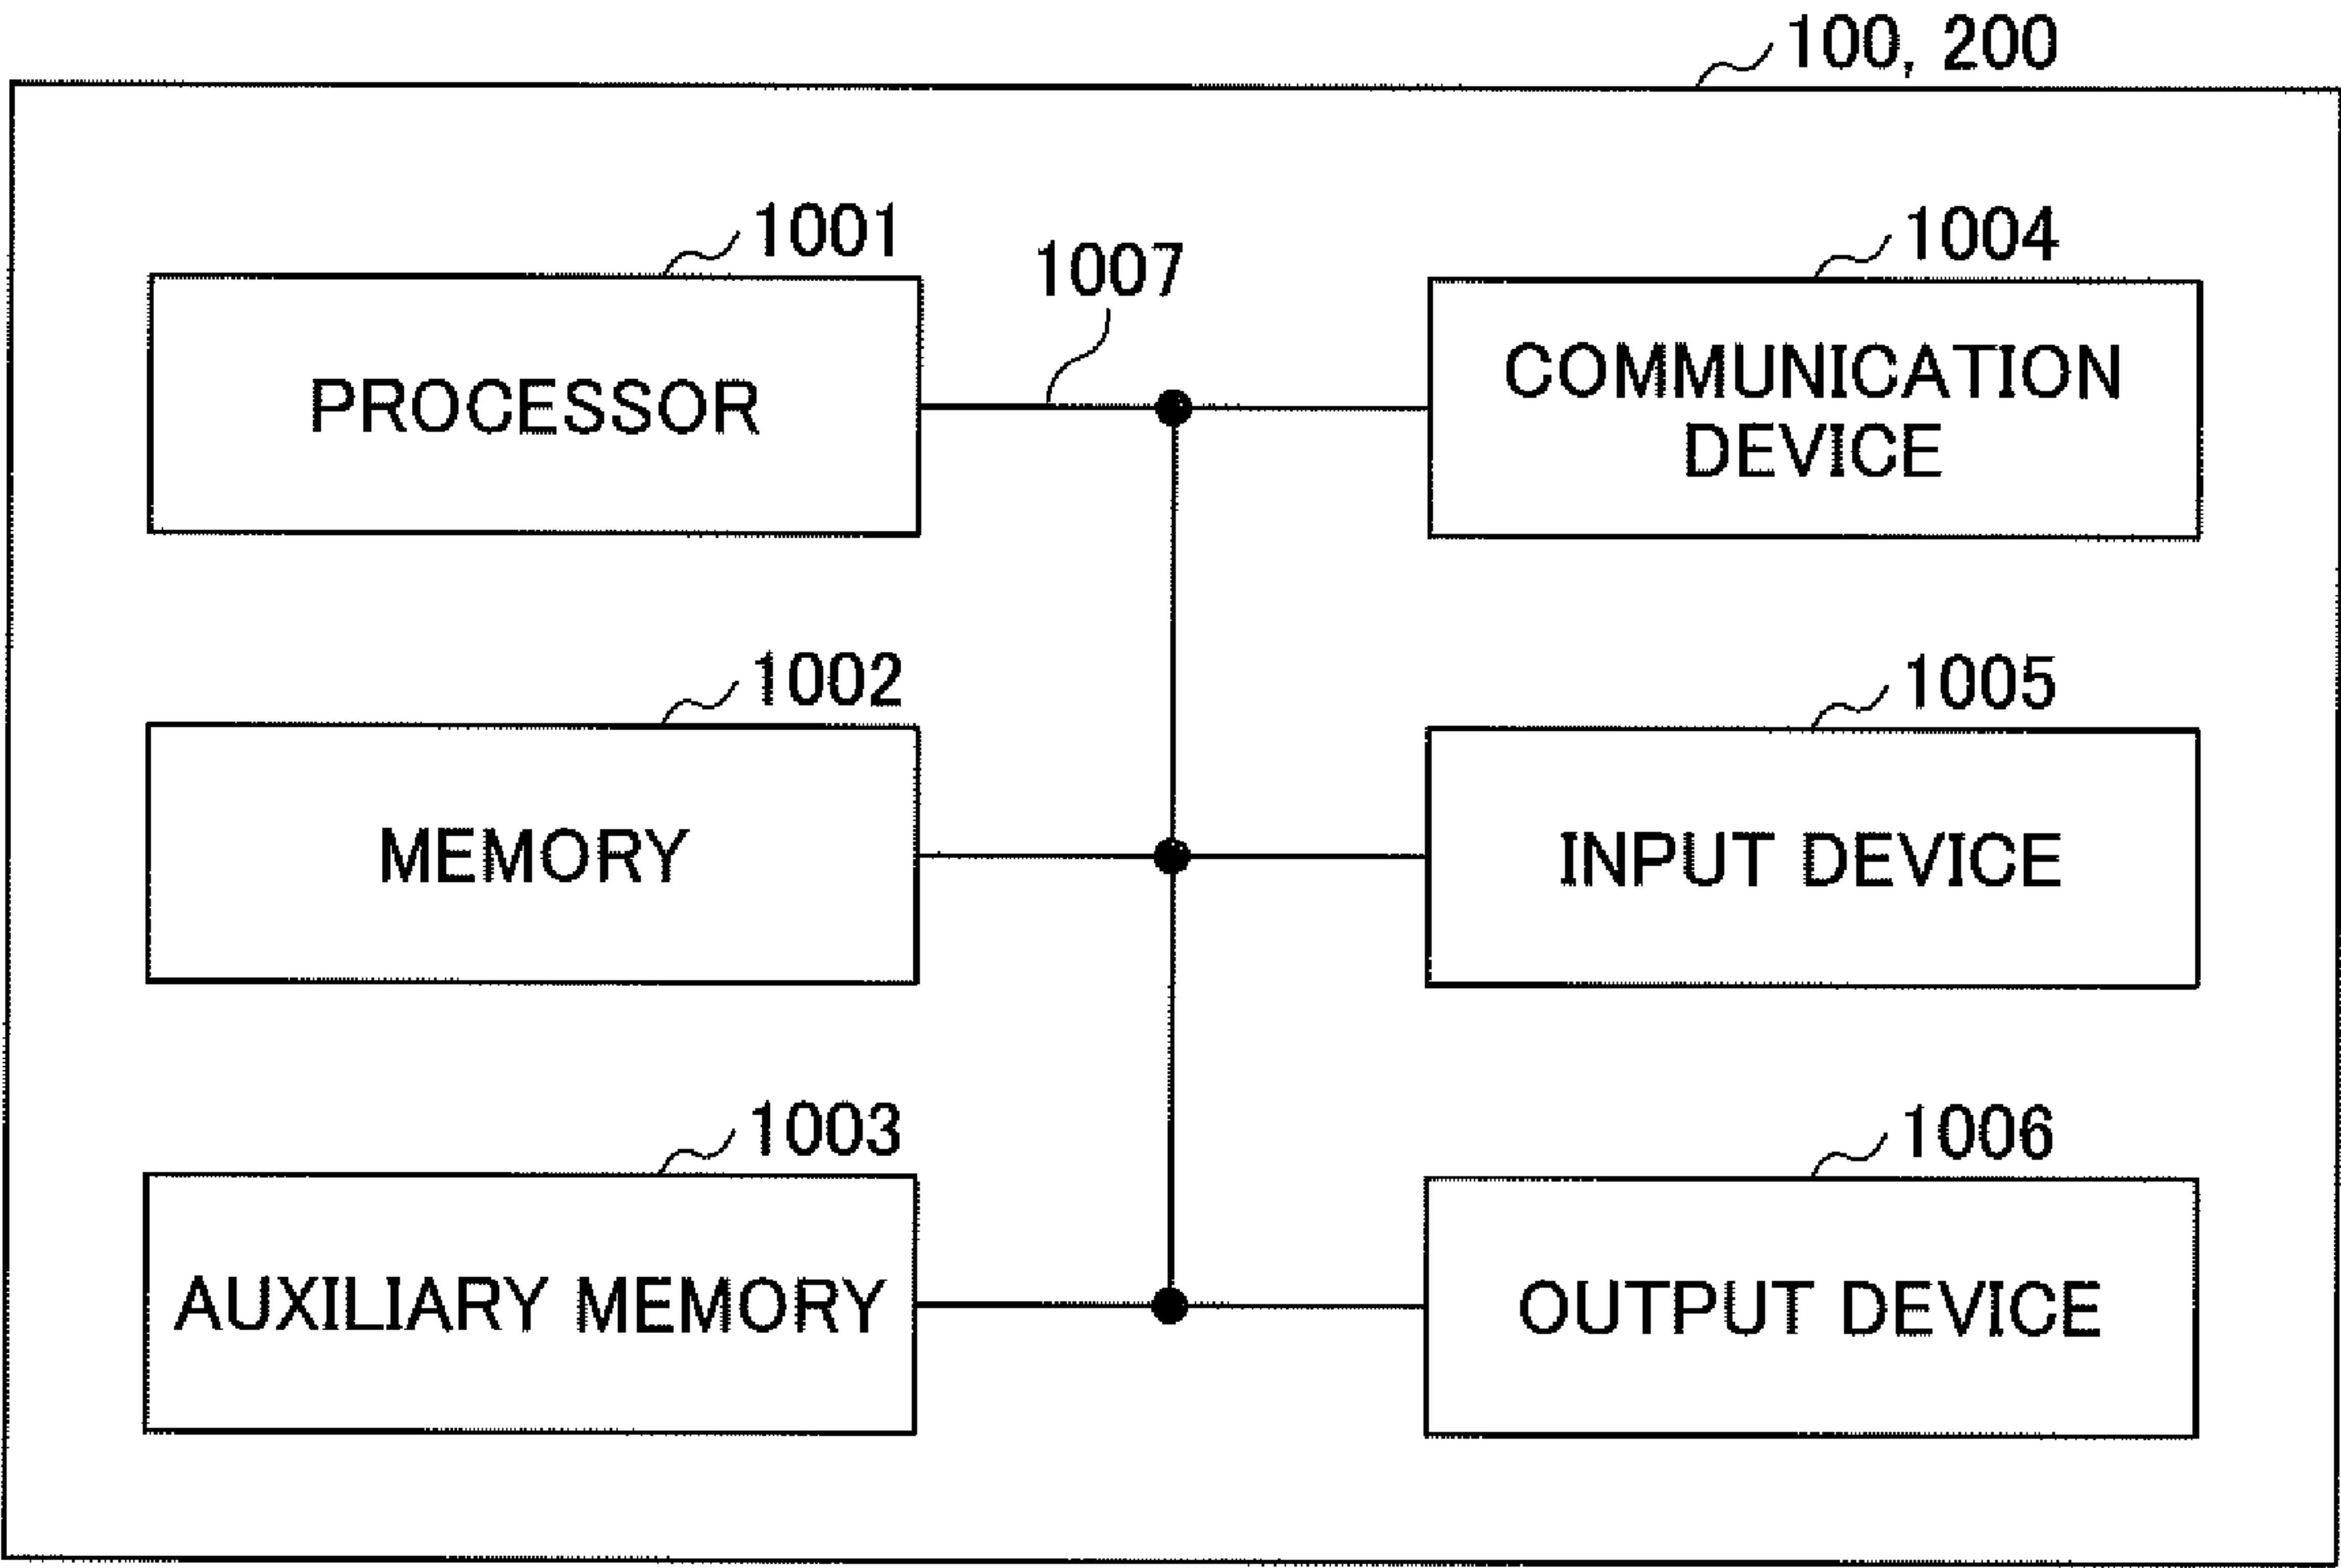 100, 200
1001
1007
1004
PROCESSOR
COMMUNICATION
DEVICE
1002
1005
MEMORY
INPUT DEVICE
1003
1006
AUXILIARY MEMORY
OUTPUT DEVICE